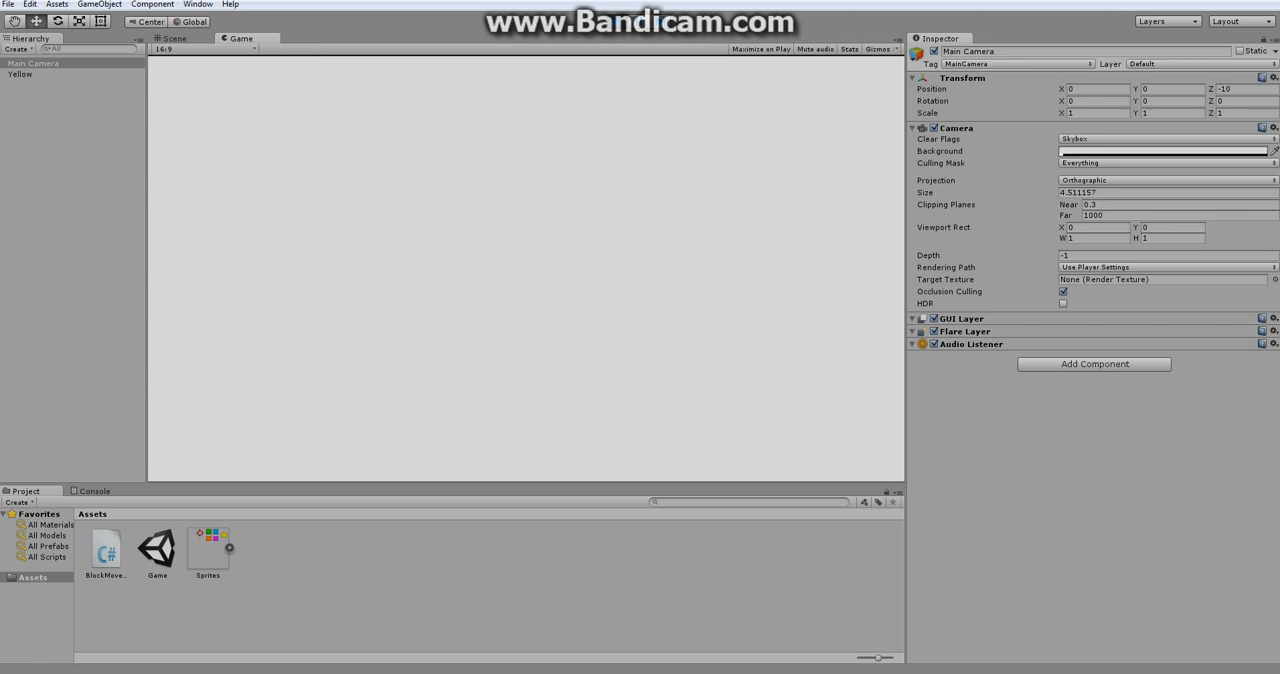 File Edit Assets GameObject Component Window Help
www.Bandicam.com
Center Global
Layers Layout
Hierarchy
Create All
Main Camera
Yellow
Scene Game
16:9 Maximize on Play Mute audio Stats Gizmos
Inspector
Main Camera Static
Tag MainCamera Layer Default
Transform
Position X 0 Y 0 Z -10
Rotation X 0 Y 0 Z 0
Scale X 1 Y 1 Z 1
Camera
Clear Flags Skybox
Background
Culling Mask Everything
Projection Orthographic
Size 4.511157
Clipping Planes Near 0.3
Far 1000
Viewport Rect X 0 Y 0
W 1 H 1
Depth -1
Rendering Path Use Player Settings
Target Texture None (Render Texture)
Occlusion Culling
HDR
GUI Layer
Flare Layer
Audio Listener
Add Component
Project Console
Create
Favorites
All Materials
All Models
All Prefabs
All Scripts
Assets
Assets
C#
BlockMove... Game Sprites